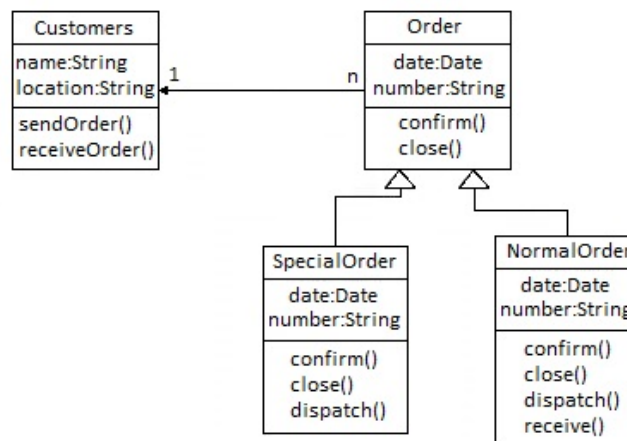 Customers
name:String
location:String
sendOrder()
receiveOrder()
1
n
Order
date:Date
number:String
confirm()
close()
SpecialOrder
date:Date
number:String
confirm()
close()
dispatch()
NormalOrder
date:Date
number:String
confirm()
close()
dispatch()
receive()